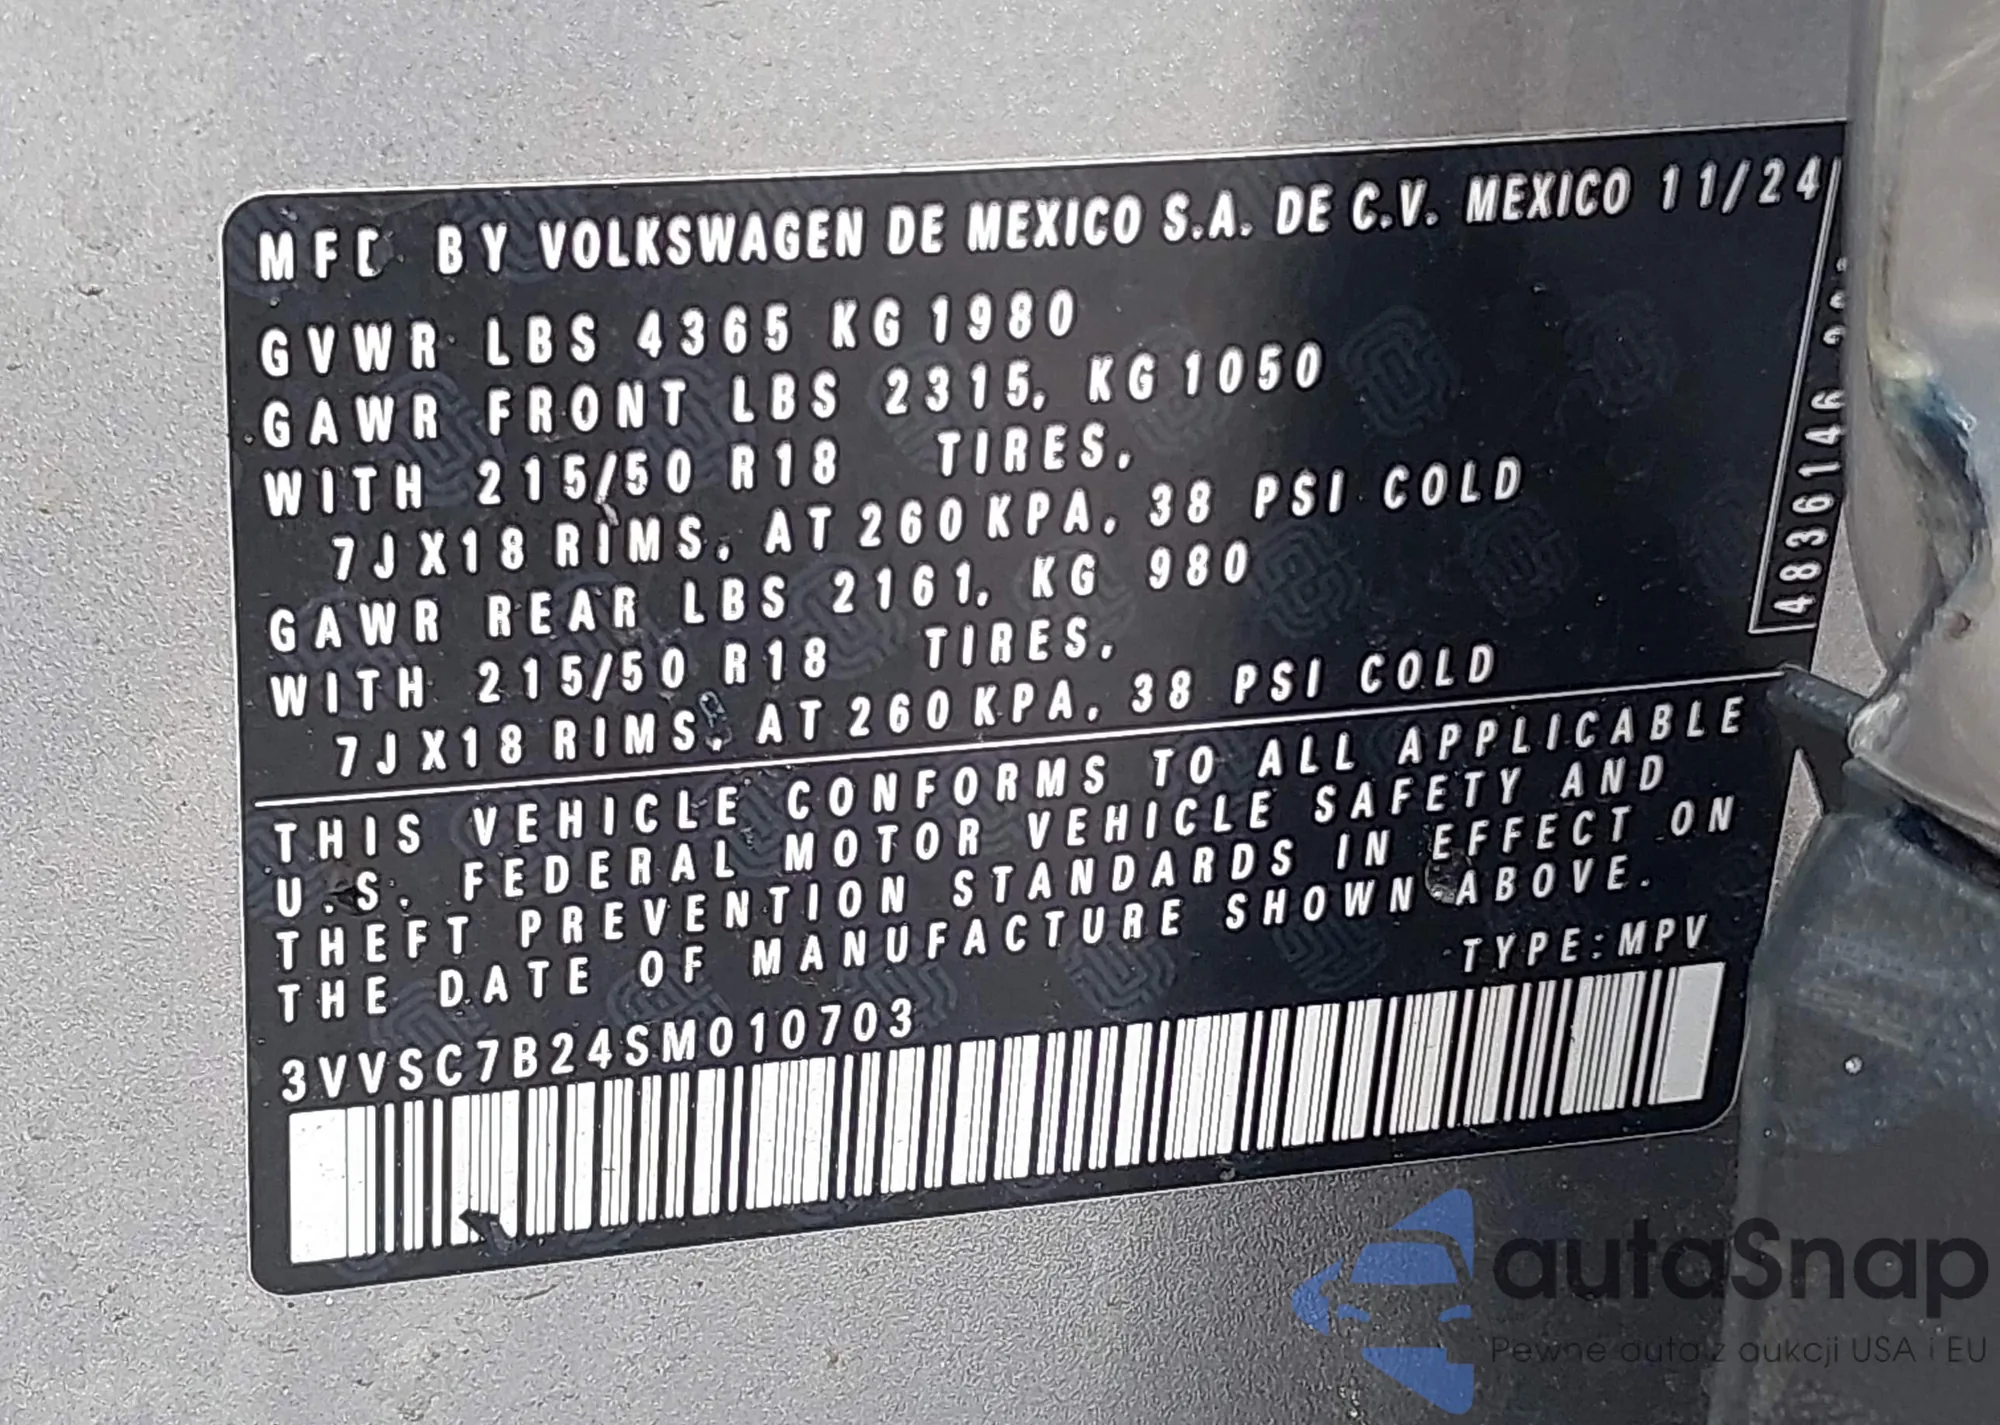 MFD BY VOLKSWAGEN DE MEXICO S.A. DE C.V. MEXICO 11/24
GVWR LBS 4365 KG 1980
GAWR FRONT LBS 2315, KG 1050
WITH 215/50 R18 TIRES,
7JX18 RIMS, AT 260 KPA, 38 PSI COLD
GAWR REAR LBS 2161, KG 980
WITH 215/50 R18 TIRES,
7JX18 RIMS, AT 260 KPA, 38 PSI COLD
THIS VEHICLE CONFORMS TO ALL APPLICABLE
U.S. FEDERAL MOTOR VEHICLE SAFETY AND
THEFT PREVENTION STANDARDS IN EFFECT ON
THE DATE OF MANUFACTURE SHOWN ABOVE.
TYPE:MPV
3VVSC7B24SM010703
4836146
autaSnap
Pewne auta z aukcji USA i EU